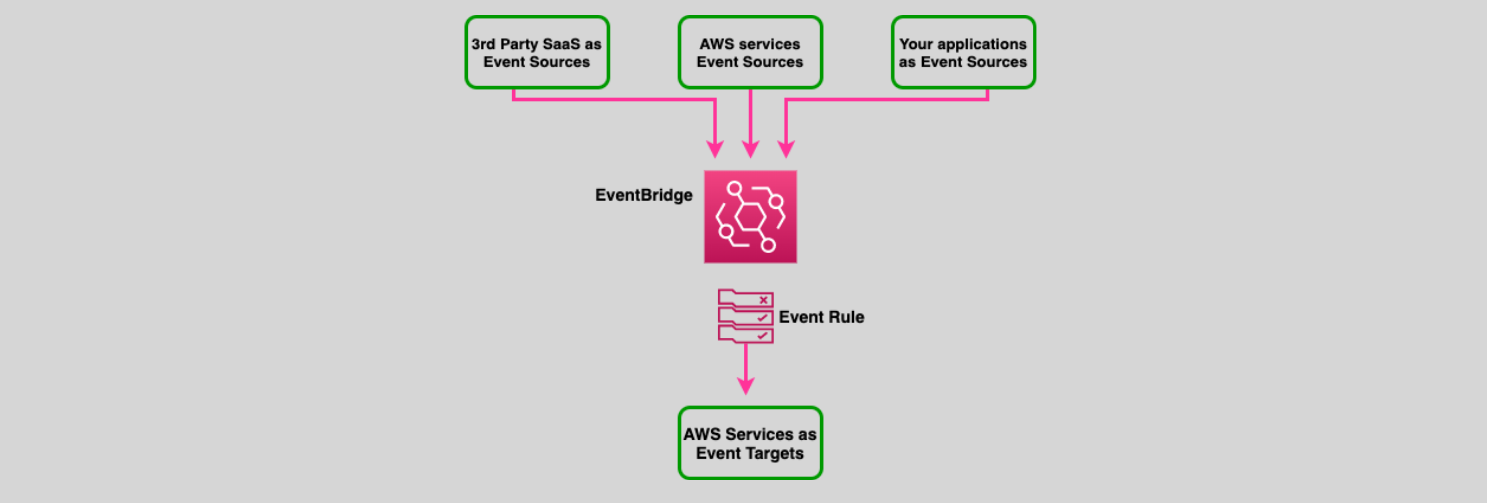 3rd Party SaaS as
Event Sources
AWS services
Event Sources
Your applications
as Event Sources
EventBridge
Event Rule
AWS Services as
Event Targets